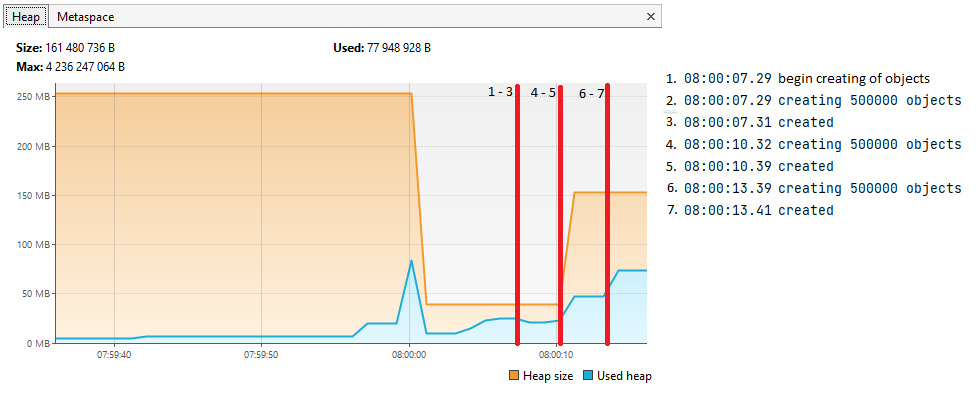 Heap Metaspace ×
Size: 161 480 736 B Used: 77 948 928 B
Max: 4 236 247 064 B
250 MB
200 MB
150 MB
100 MB
50 MB
0 MB
1 - 3 4 - 5 6 - 7
07:59:40 07:59:50 08:00:00 08:00:10
Heap size Used heap
1. 08:00:07.29 begin creating of objects
2. 08:00:07.29 creating 500000 objects
3. 08:00:07.31 created
4. 08:00:10.32 creating 500000 objects
5. 08:00:10.39 created
6. 08:00:13.39 creating 500000 objects
7. 08:00:13.41 created